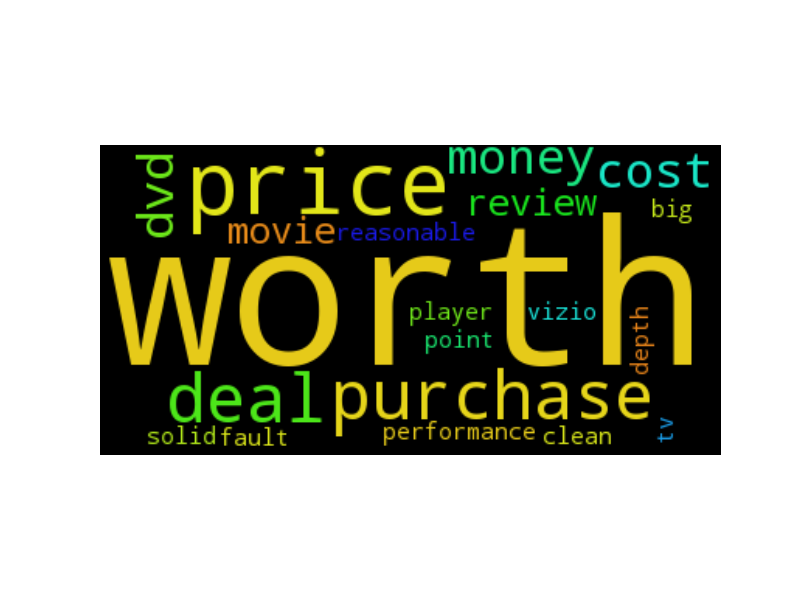 dvd
price
money
cost
review
big
movie
reasonable
worth
player
vizio
depth
point
deal
purchase
solid
fault
performance
clean
tv